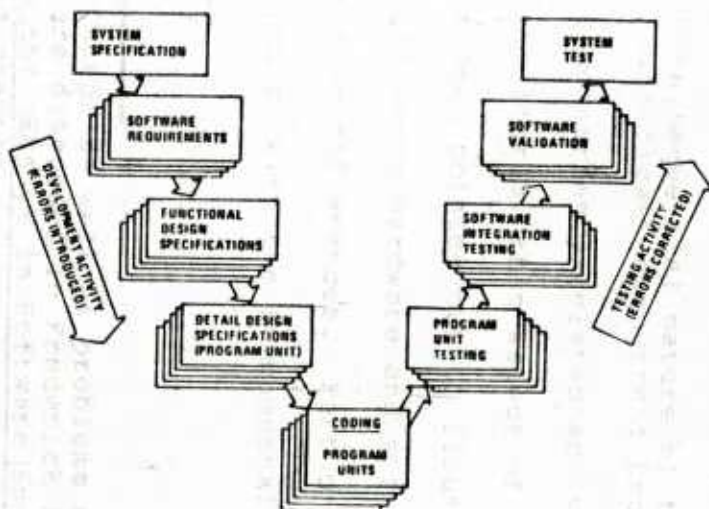 SYSTEM
SPECIFICATION
SOFTWARE
REQUIREMENTS
FUNCTIONAL
DESIGN
SPECIFICATIONS
DETAIL DESIGN
SPECIFICATIONS
(PROGRAM UNIT)
CODING
PROGRAM
UNITS
PROGRAM
UNIT
TESTING
SOFTWARE
INTEGRATION
TESTING
SOFTWARE
VALIDATION
SYSTEM
TEST
DEVELOPMENT ACTIVITY
(ERRORS INTRODUCED)
TESTING ACTIVITY
(ERRORS CORRECTED)